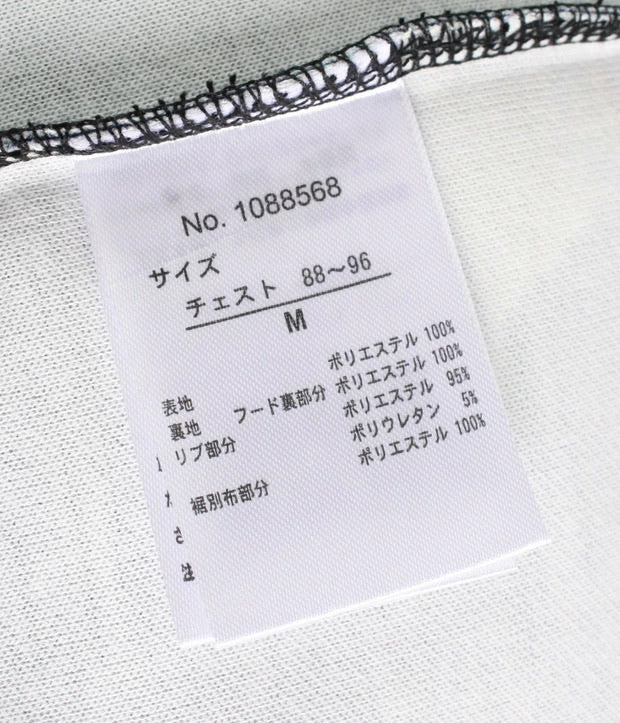 No. 1088568
サイズ
チェスト 88〜96
M
表地 ポリエステル 100%
裏地 フード裏部分 ポリエステル 100%
リブ部分 ポリエステル 95%
ポリウレタン 5%
裾別布部分 ポリエステル 100%